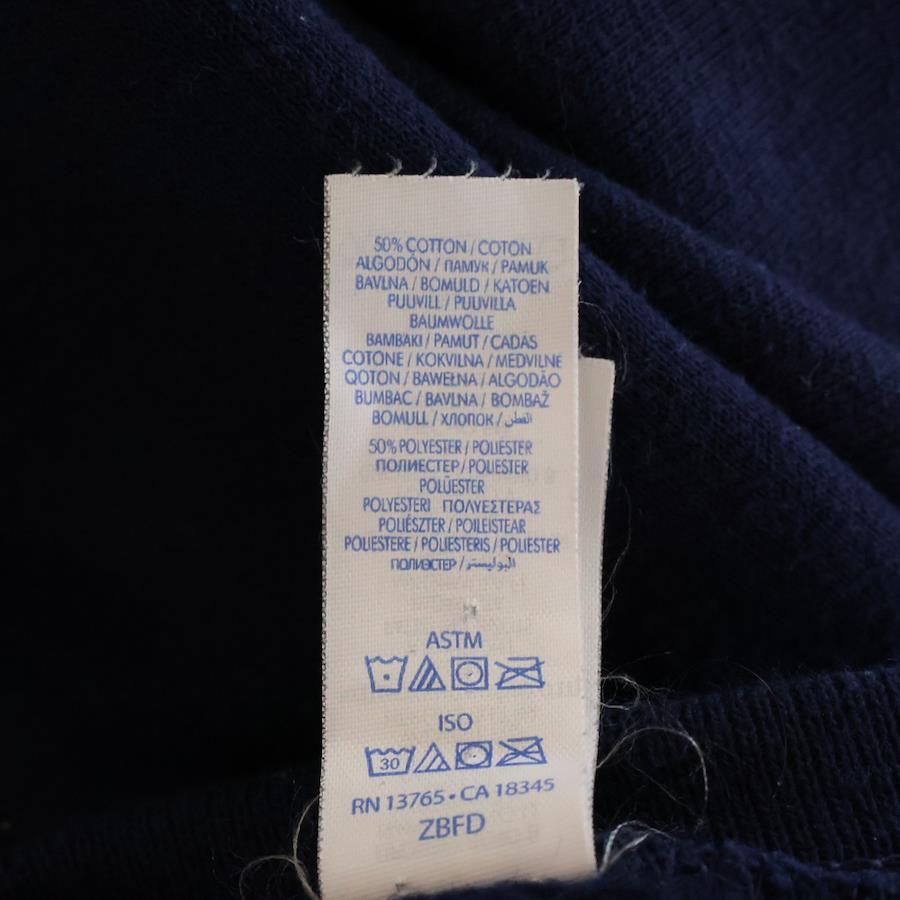 50% COTTON / COTON
ALGODÓN / ПАМУК / PAMUK
BAVLNA / BOMULD / KATOEN
PUUVILL / PUUVILLA
BAUMWOLLE
BAMBAKI / PAMUT / CADÁS
COTONE / KOKVILNA / MEDVILNĖ
QOTON / BAWEŁNA / ALGODÃO
BUMBAC / BAVLNA / BOMBAŽ
BOMULL / ХЛОПОК / القطن
50% POLYESTER / POLIESTER
ПОЛИЕСТЕР / POLIESTER
POLÜESTER
POLYESTERI ΠΟΛΥΕΣΤΕΡΑΣ
POLIÉSZTER / POILEISTEAR
POLIESTERE / POLIESTERIS / POLIESTER
ПОЛИЭСТЕР / البوليستر
ASTM
ISO
30
RN 13765 • CA 18345
ZBFD